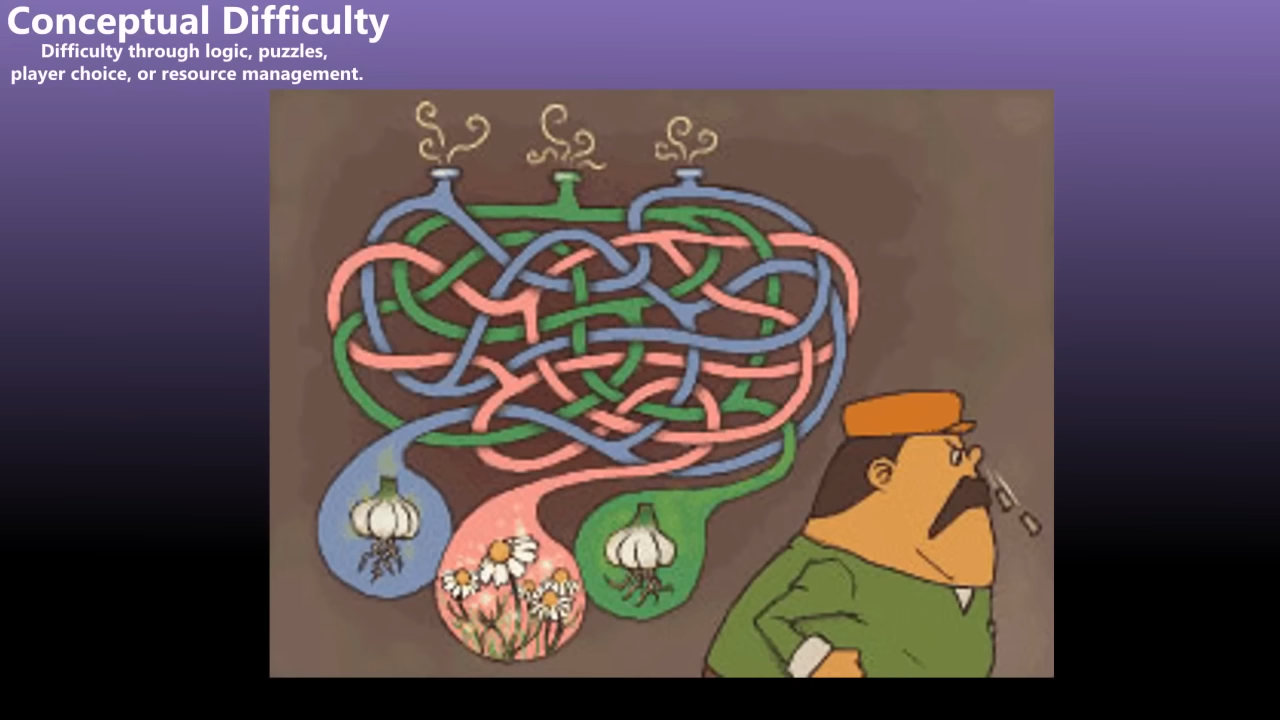 Conceptual Difficulty
Difficulty through logic, puzzles,
player choice, or resource management.